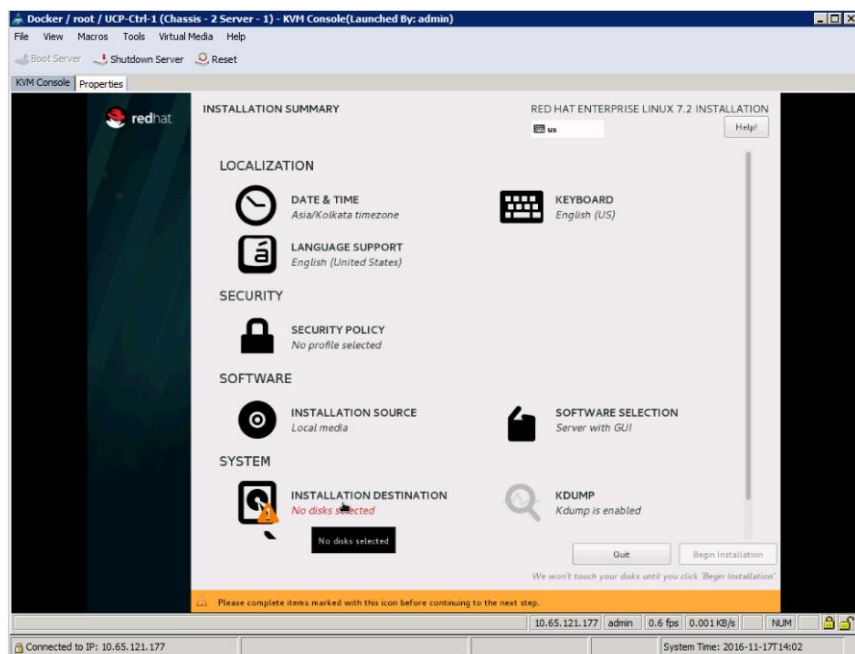 Docker / root / UCP-Ctrl-1 (Chassis - 2 Server - 1) - KVM Console(Launched By: admin)
File View Macros Tools Virtual Media Help
Boot Server Shutdown Server Reset
KVM Console Properties
redhat
INSTALLATION SUMMARY
RED HAT ENTERPRISE LINUX 7.2 INSTALLATION
us
Help!
LOCALIZATION
DATE & TIME
Asia/Kolkata timezone
KEYBOARD
English (US)
LANGUAGE SUPPORT
English (United States)
SECURITY
SECURITY POLICY
No profile selected
SOFTWARE
INSTALLATION SOURCE
Local media
SOFTWARE SELECTION
Server with GUI
SYSTEM
INSTALLATION DESTINATION
No disks selected
KDUMP
Kdump is enabled
No disks selected
Quit
Begin Installation
We won't touch your disks until you click 'Begin Installation'.
Please complete items marked with this icon before continuing to the next step.
10.65.121.177 admin 0.6 fps 0.001 KB/s NUM
Connected to IP: 10.65.121.177
System Time: 2016-11-17T14:02